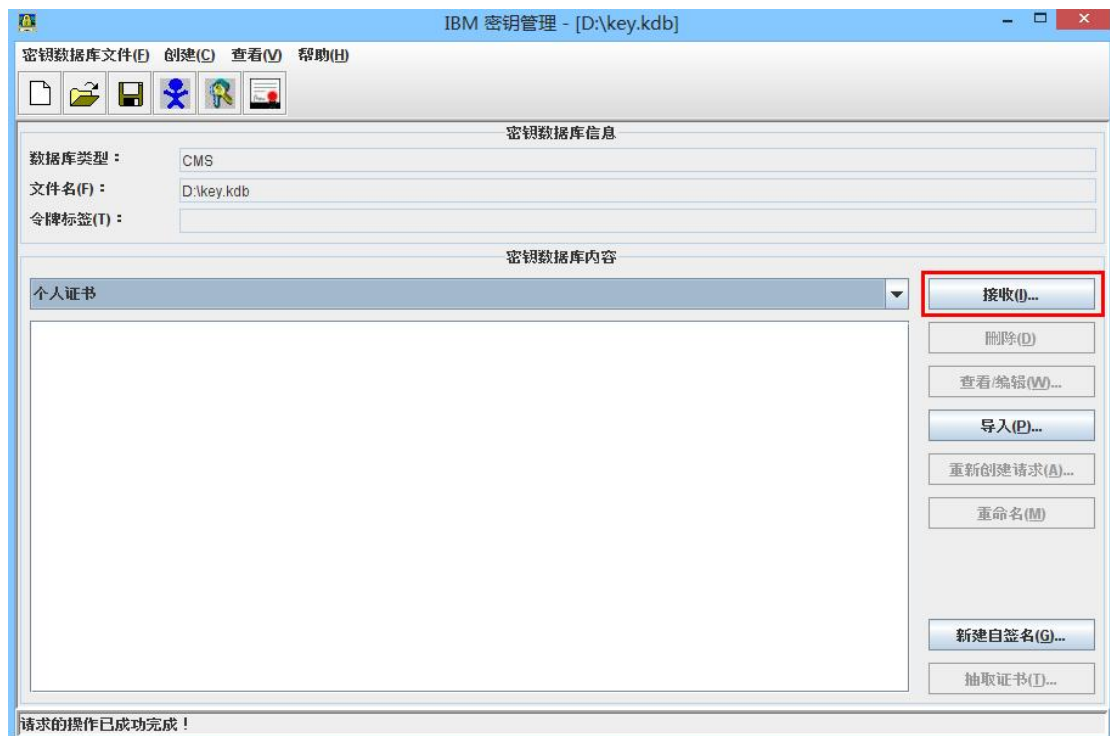 IBM 密钥管理 - [D:\key.kdb]
密钥数据库文件(F) 创建(C) 查看(V) 帮助(H)
密钥数据库信息
数据库类型： CMS
文件名(F)： D:\key.kdb
令牌标签(T)：
密钥数据库内容
个人证书
接收(I)...
删除(D)
查看/编辑(W)...
导入(P)...
重新创建请求(A)...
重命名(M)
新建自签名(G)...
抽取证书(T)...
请求的操作已成功完成！